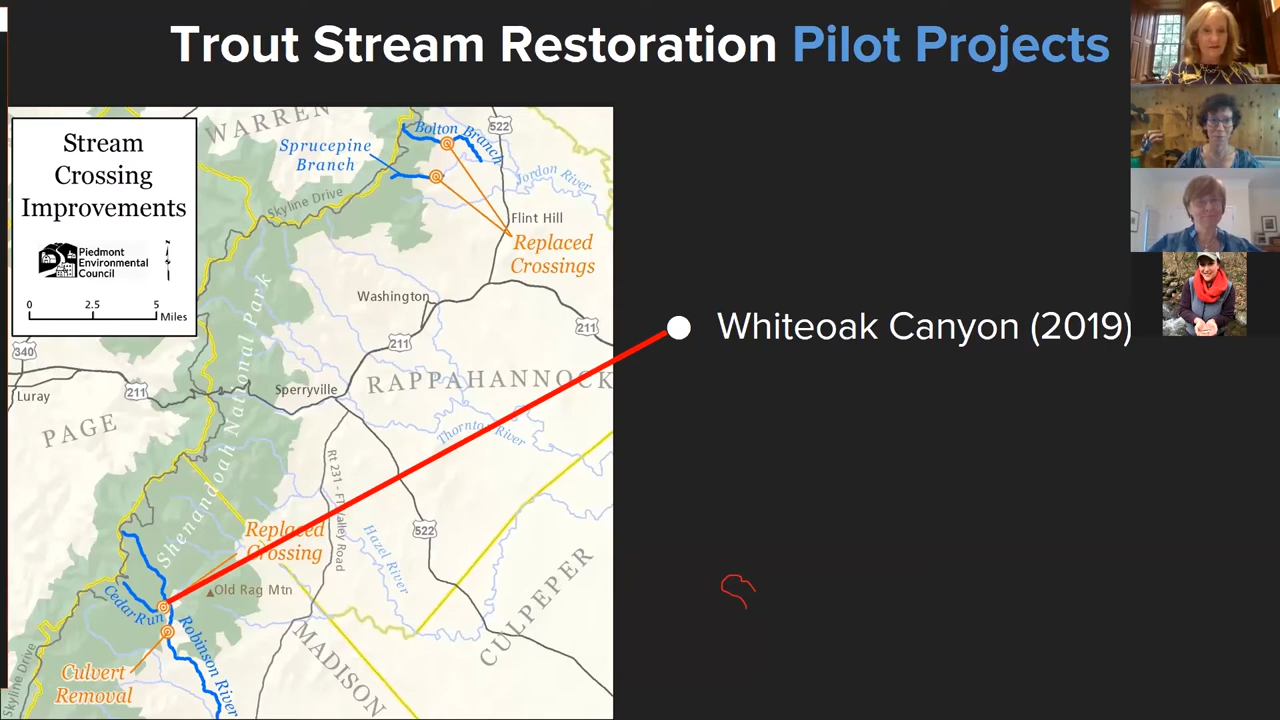 Trout Stream Restoration Pilot Projects
Stream
Crossing
Improvements
Piedmont
Environmental
Council
N
S
0 2.5 5
Miles
WARREN
Sprucepine
Branch
Bolton Branch
522
Jordon River
Skyline Drive
Flint Hill
Replaced
Crossings
Washington
211
211
340
Luray
211
Sperryville
RAPPAHANNOCK
PAGE
Shenandoah National Park
Thornton River
Whiteoak Canyon (2019)
Replaced
Crossing
Rt 231 - FT Valley Road
522
Hazel River
Old Rag Mtn
Cedar Run
Robinson River
CULPEPER
MADISON
Culvert
Removal
Skyline Drive